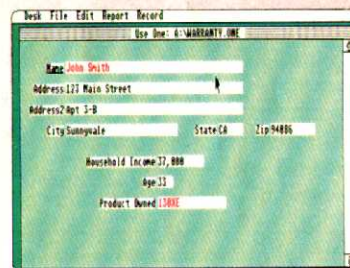 Desk File Edit Report Record
Use One: A:\WARRANTY.ONE
Name John Smith
Address 123 Main Street
Address2 Apt 3-B
City Sunnyvale State CA Zip 94086
Household Income 37,000
Age 33
Product Owned 130XE